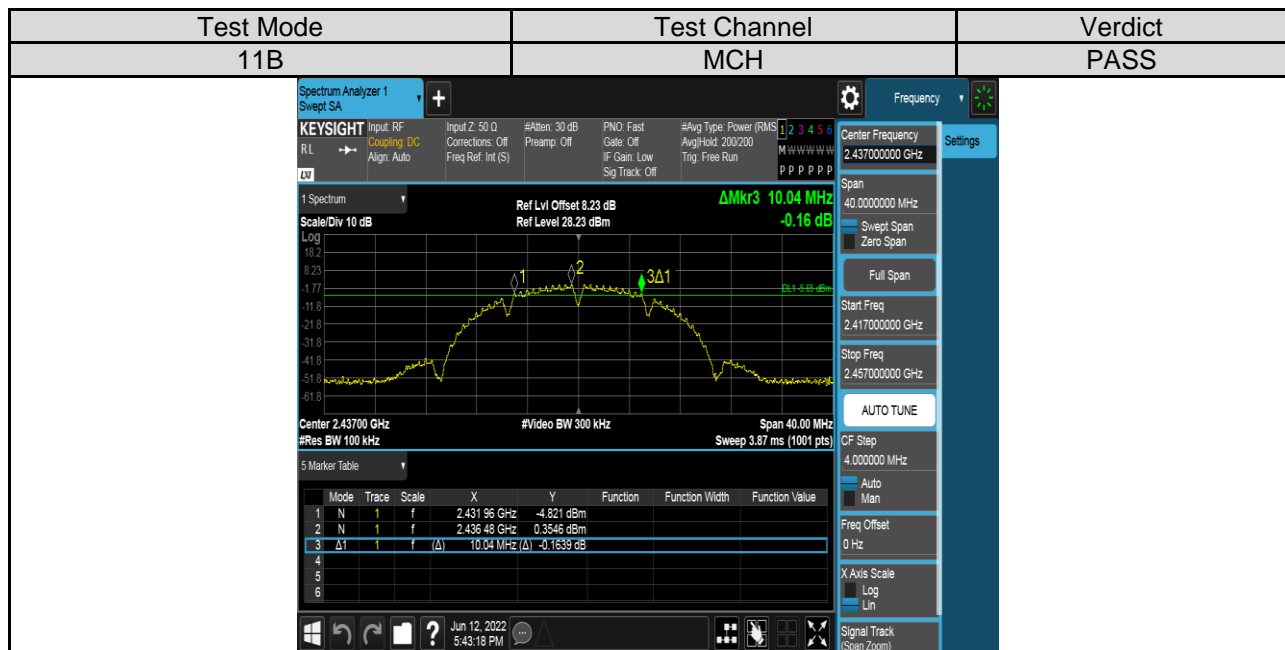 Test Mode Test Channel Verdict
11B MCH PASS
Spectrum Analyzer 1
Swept SA
+
Frequency
KEYSIGHT
RL
LXI
Input: RF
Coupling: DC
Align: Auto
Input Z: 50 Ω
Corrections: Off
Freq Ref: Int (S)
#Atten: 30 dB
Preamp: Off
PNO: Fast
Gate: Off
IF Gain: Low
Sig Track: Off
#Avg Type: Power (RMS
Avg|Hold: 200/200
Trig: Free Run
1 2 3 4 5 6
M W W W W W
P P P P P P
1 Spectrum
Scale/Div 10 dB
Ref Lvl Offset 8.23 dB
Ref Level 28.23 dBm
ΔMkr3 10.04 MHz
-0.16 dB
Log
18.2
8.23
-1.77
-11.8
-21.8
-31.8
-41.8
-51.8
-61.8
1
2
3Δ1
DL1 -5.65 dBm
Center 2.43700 GHz #Video BW 300 kHz Span 40.00 MHz
#Res BW 100 kHz Sweep 3.87 ms (1001 pts)
5 Marker Table
Mode Trace Scale X Y Function Function Width Function Value
1 N 1 f 2.431 96 GHz -4.821 dBm
2 N 1 f 2.436 48 GHz 0.3546 dBm
3 Δ1 1 f (Δ) 10.04 MHz (Δ) -0.1639 dB
4
5
6
Jun 12, 2022
5:43:18 PM
?
Settings
Center Frequency
2.437000000 GHz
Span
40.0000000 MHz
Swept Span
Zero Span
Full Span
Start Freq
2.417000000 GHz
Stop Freq
2.457000000 GHz
AUTO TUNE
CF Step
4.000000 MHz
Auto
Man
Freq Offset
0 Hz
X Axis Scale
Log
Lin
Signal Track
(Span Zoom)